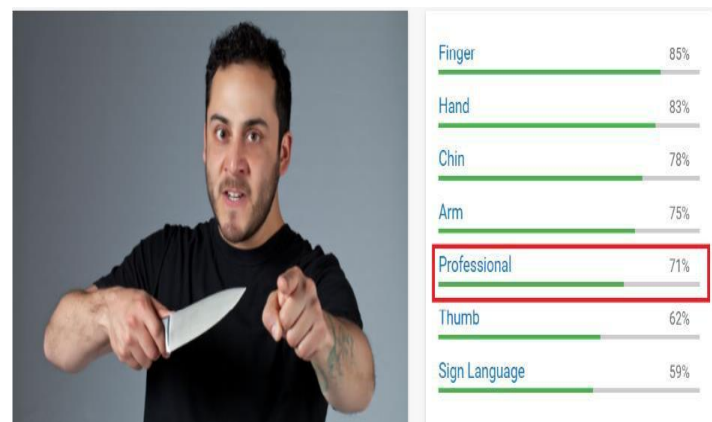 Finger 85%
Hand 83%
Chin 78%
Arm 75%
Professional 71%
Thumb 62%
Sign Language 59%